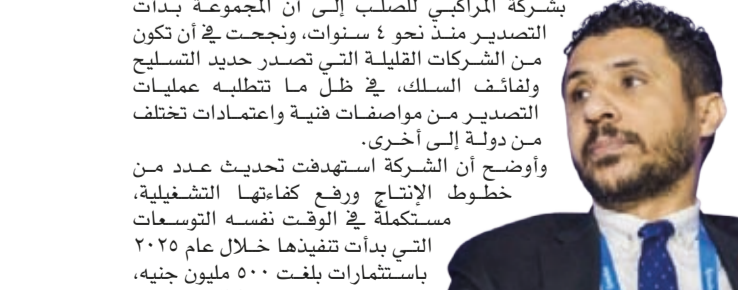 بشركة المراكبي للصلب إلى أن المجموعة بدأت
التصدير منذ نحو ٤ سنوات، ونجحت في أن تكون
من الشركات القليلة التي تصدر حديد التسليح
ولفائف السلك، في ظل ما تتطلبه عمليات
التصدير من مواصفات فنية واعتمادات تختلف
من دولة إلى أخرى.
وأوضح أن الشركة استهدفت تحديث عدد من
خطوط الإنتاج ورفع كفاءتها التشغيلية،
مستكملةً في الوقت نفسه التوسعات
التي بدأت تنفيذها خلال عام ٢٠٢٥
باستثمارات بلغت ٥٠٠ مليون جنيه،